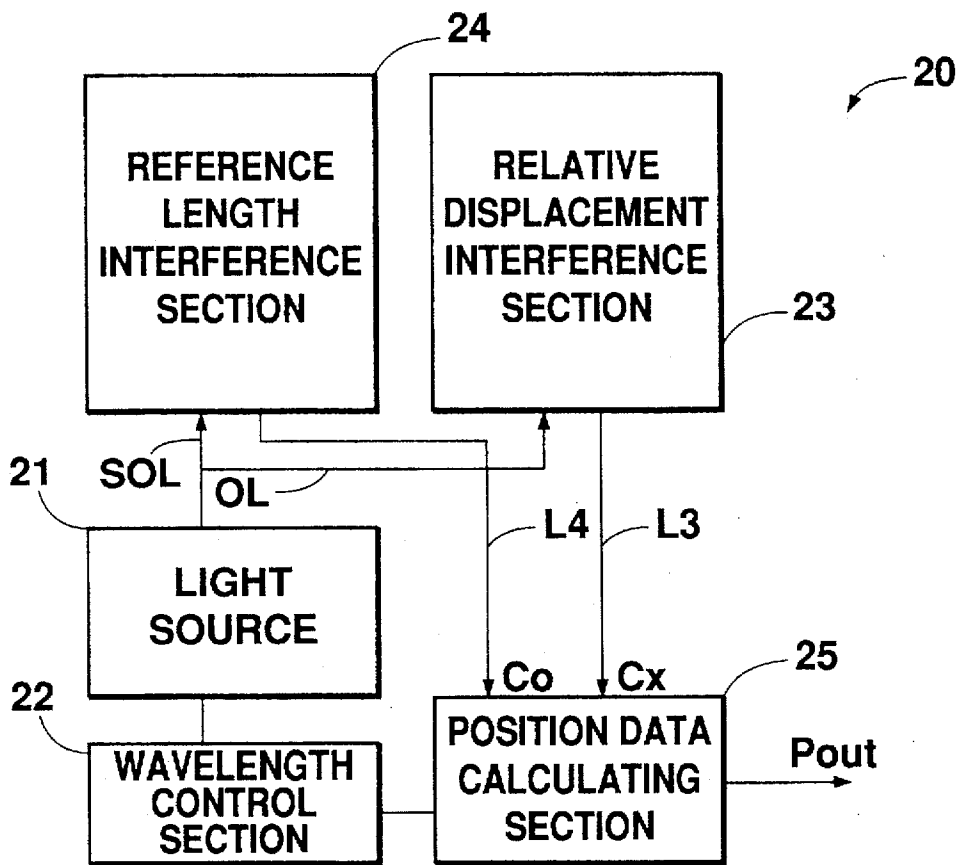 24
20
REFERENCE
LENGTH
INTERFERENCE
SECTION
RELATIVE
DISPLACEMENT
INTERFERENCE
SECTION
23
21
SOL
OL
L4
L3
LIGHT
SOURCE
22
Co
Cx
25
WAVELENGTH
CONTROL
SECTION
POSITION DATA
CALCULATING
SECTION
Pout